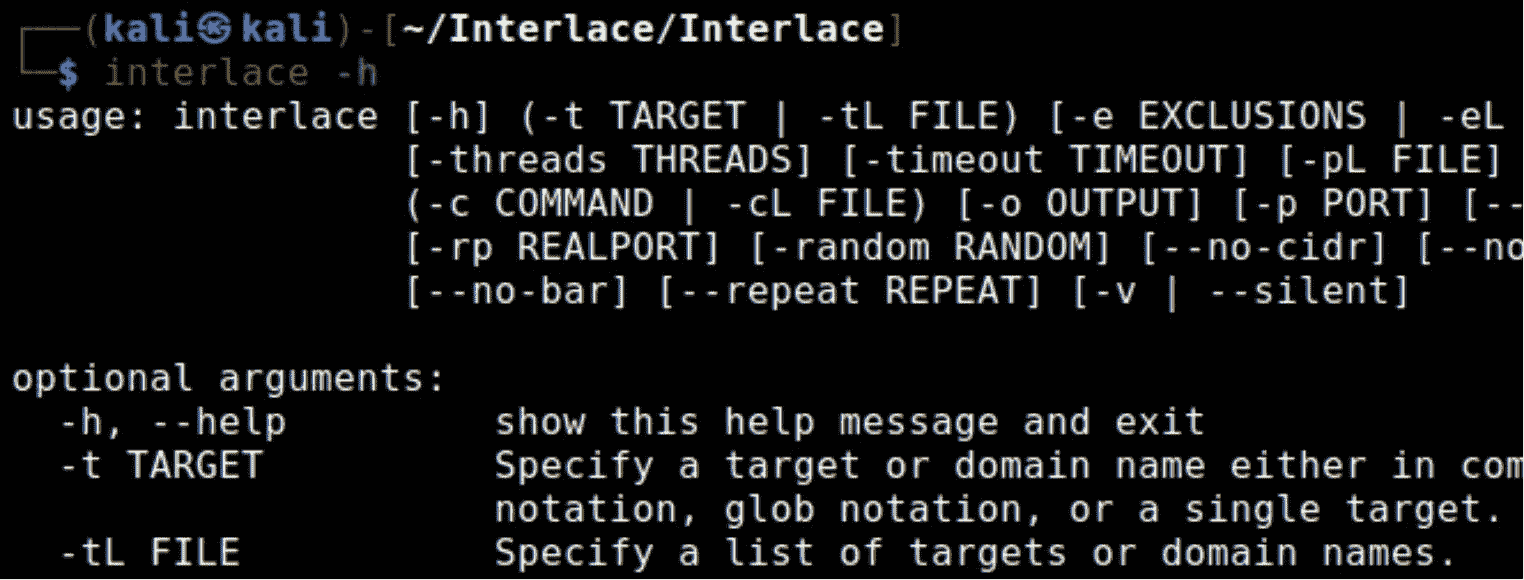 (kali㉿kali)-[~/Interlace/Interlace]
$ interlace -h
usage: interlace [-h] (-t TARGET | -tL FILE) [-e EXCLUSIONS | -eL
[-threads THREADS] [-timeout TIMEOUT] [-pL FILE]
(-c COMMAND | -cL FILE) [-o OUTPUT] [-p PORT] [--
[-rp REALPORT] [-random RANDOM] [--no-cidr] [--no
[--no-bar] [--repeat REPEAT] [-v | --silent]
optional arguments:
-h, --help show this help message and exit
-t TARGET Specify a target or domain name either in com
notation, glob notation, or a single target.
-tL FILE Specify a list of targets or domain names.